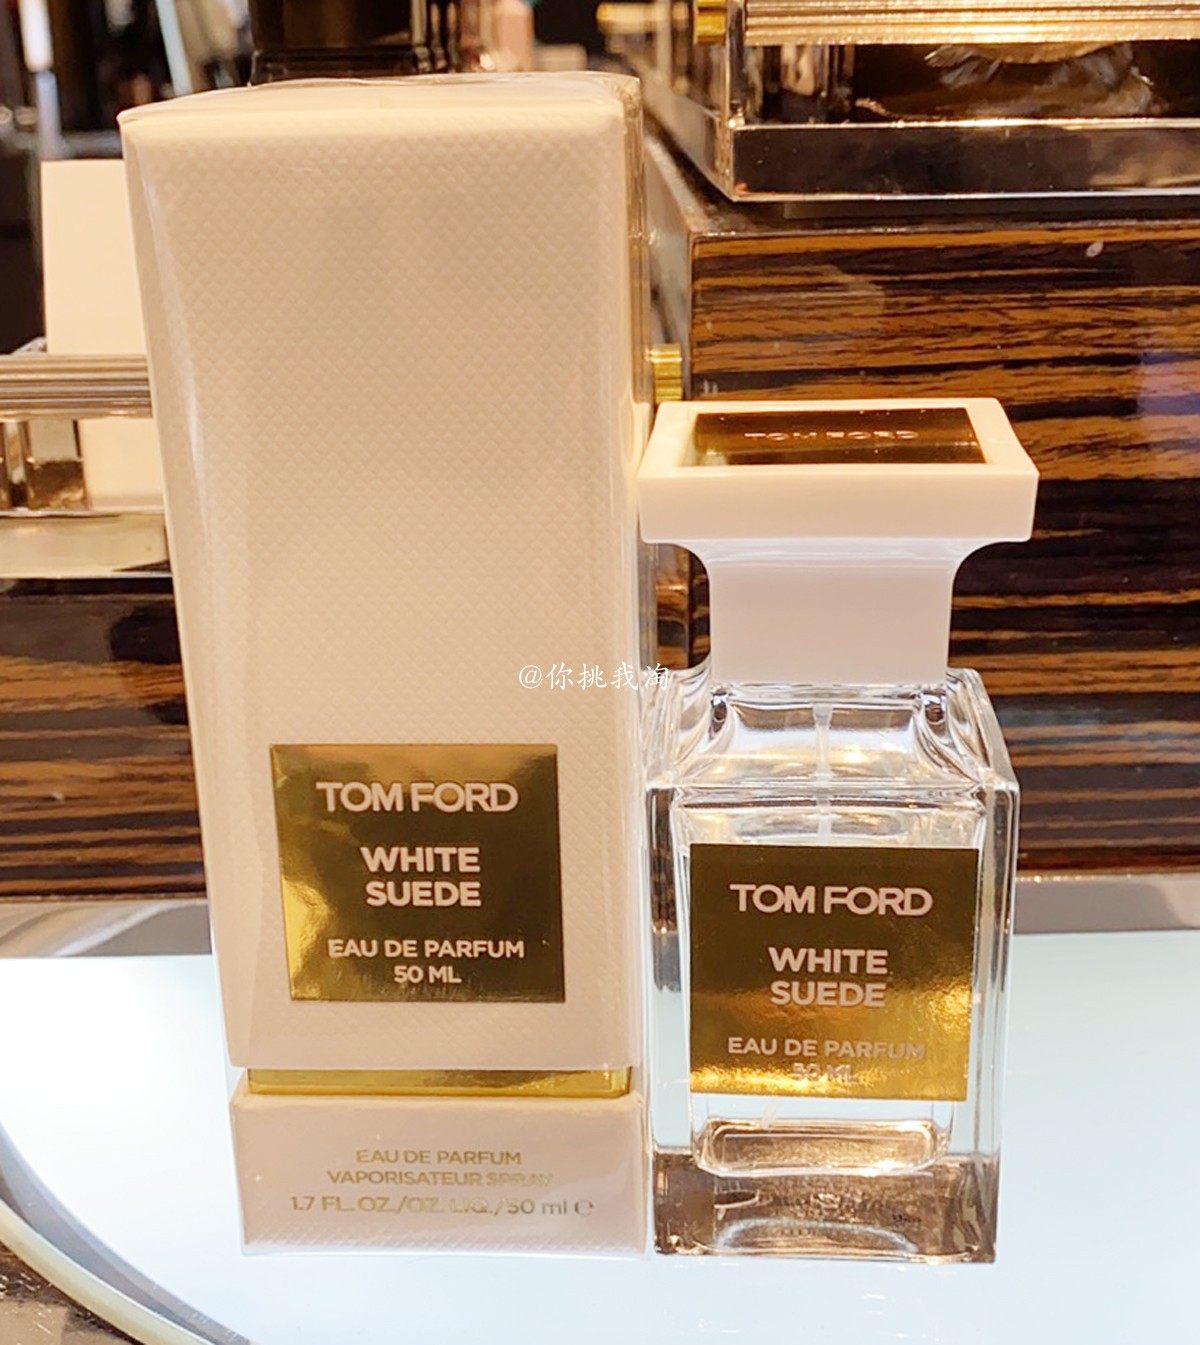 TOM FORD
WHITE
SUEDE
EAU DE PARFUM
50 ML
EAU DE PARFUM
VAPORISATEUR SPRAY
1.7 FL. OZ./OZ. LIQ./50 ml ℮
@你挑我淘
TOM FORD
TOM FORD
WHITE
SUEDE
EAU DE PARFUM
50 ML